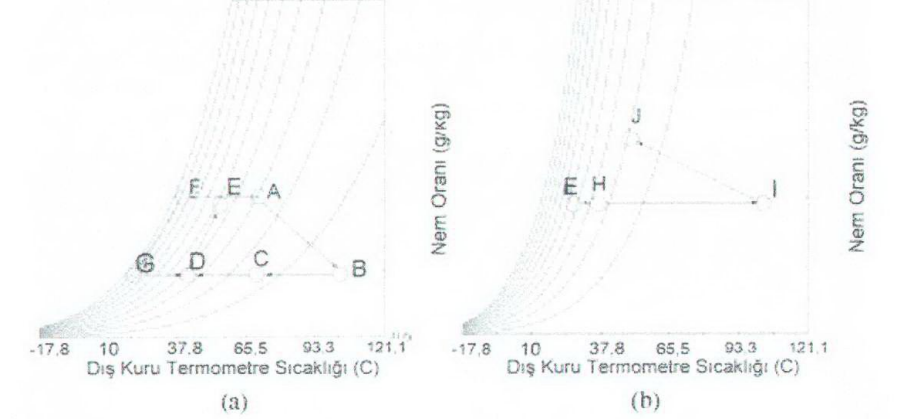 E E A
G D C B
-17,8 10 37.8 65,5 93.3 121.1
Dış Kuru Termometre Sıcaklığı (C)
Nem Oranı (g/kg)
(a)
J
E H I
-17.8 10 37.8 65,5 93.3 121.1
Dış Kuru Termometre Sıcaklığı (C)
Nem Oranı (g/kg)
(b)